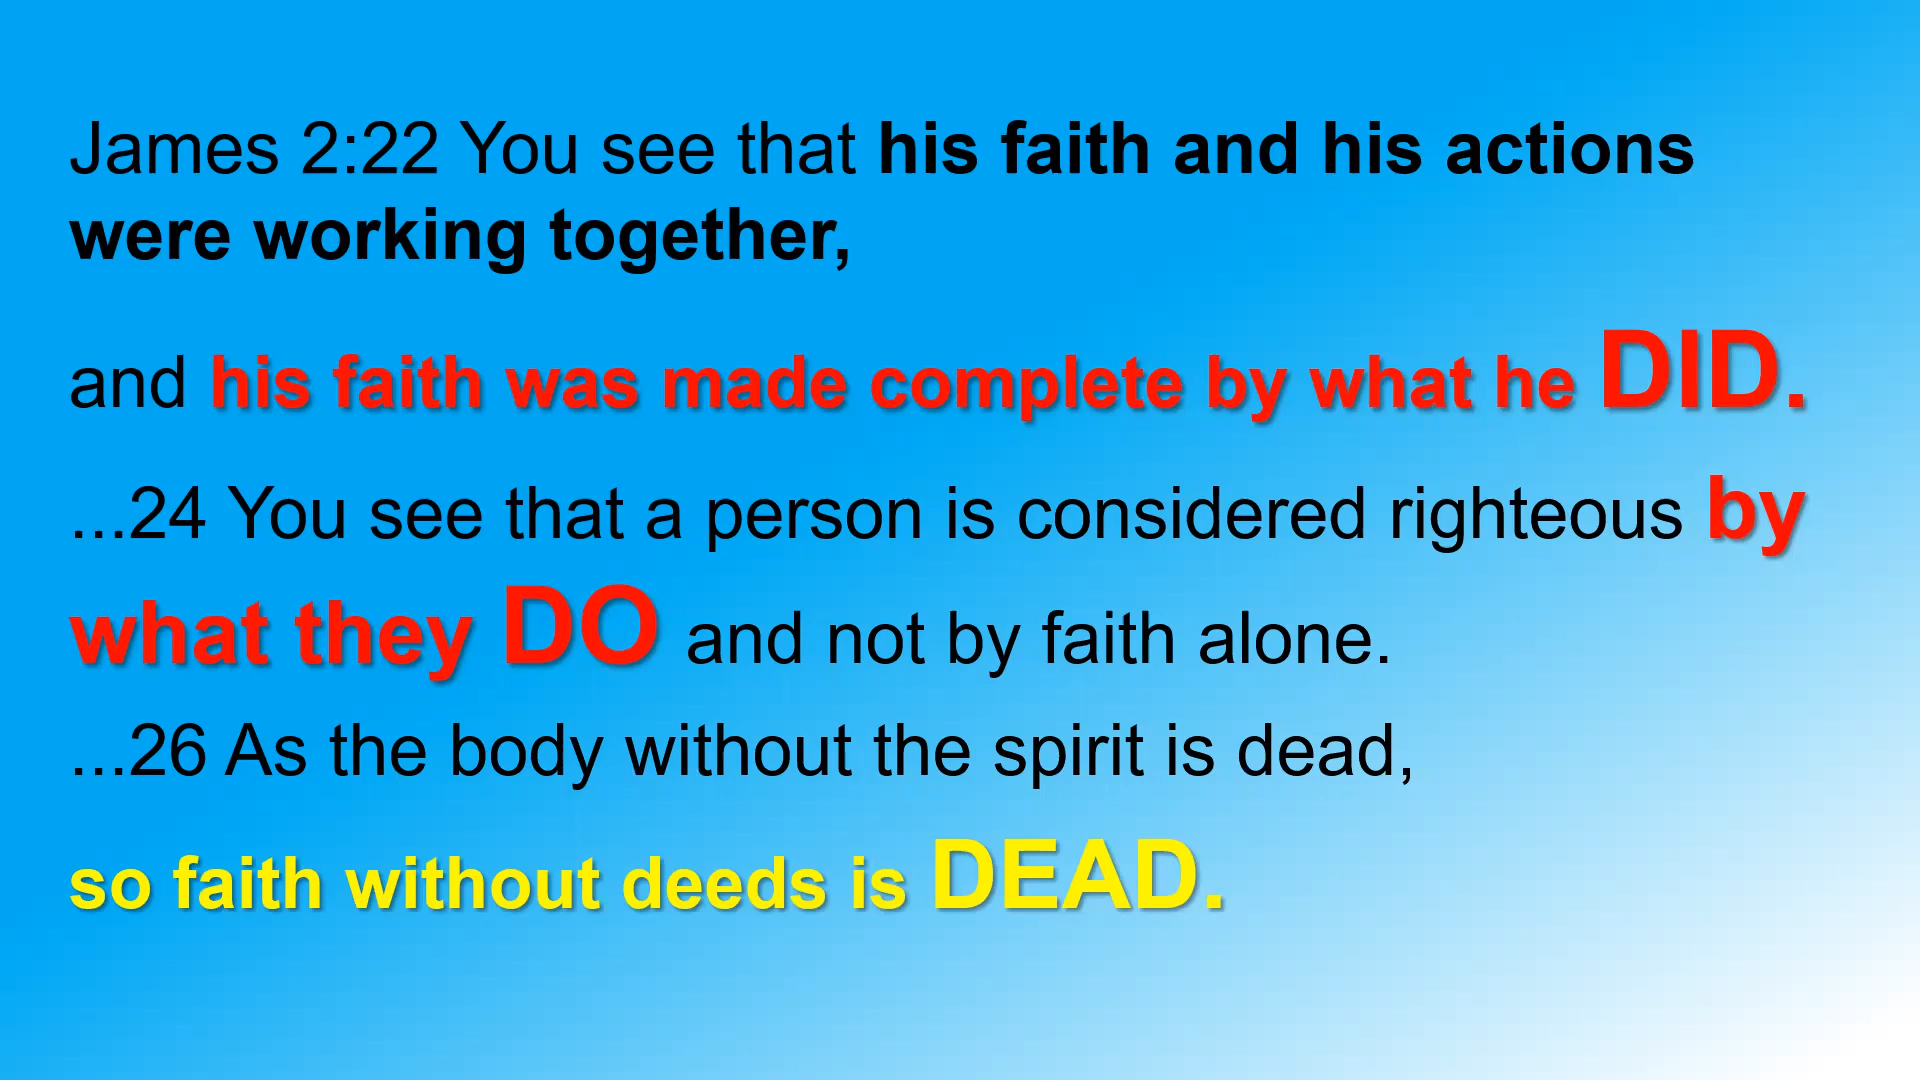 James 2:22 You see that his faith and his actions
were working together,
and his faith was made complete by what he DID.
...24 You see that a person is considered righteous by
what they DO and not by faith alone.
...26 As the body without the spirit is dead,
so faith without deeds is DEAD.